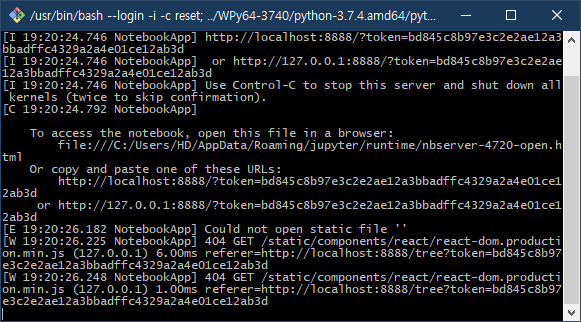 /usr/bin/bash --login -i -c reset; ../WPy64-3740/python-3.7.4.amd64/pyt...
[I 19:20:24.746 NotebookApp] http://localhost:8888/?token=bd845c8b97e3c2e2ae12a3
bbadffc4329a2a4e01ce12ab3d
[I 19:20:24.746 NotebookApp]  or http://127.0.0.1:8888/?token=bd845c8b97e3c2e2ae
12a3bbadffc4329a2a4e01ce12ab3d
[I 19:20:24.746 NotebookApp] Use Control-C to stop this server and shut down all
 kernels (twice to skip confirmation).
[C 19:20:24.792 NotebookApp]
    To access the notebook, open this file in a browser:
        file:///C:/Users/HD/AppData/Roaming/jupyter/runtime/nbserver-4720-open.h
tml
    Or copy and paste one of these URLs:
        http://localhost:8888/?token=bd845c8b97e3c2e2ae12a3bbadffc4329a2a4e01ce1
2ab3d
     or http://127.0.0.1:8888/?token=bd845c8b97e3c2e2ae12a3bbadffc4329a2a4e01ce1
2ab3d
[E 19:20:26.182 NotebookApp] Could not open static file ''
[W 19:20:26.225 NotebookApp] 404 GET /static/components/react/react-dom.producti
on.min.js (127.0.0.1) 6.00ms referer=http://localhost:8888/tree?token=bd845c8b97
e3c2e2ae12a3bbadffc4329a2a4e01ce12ab3d
[W 19:20:26.248 NotebookApp] 404 GET /static/components/react/react-dom.producti
on.min.js (127.0.0.1) 1.00ms referer=http://localhost:8888/tree?token=bd845c8b97
e3c2e2ae12a3bbadffc4329a2a4e01ce12ab3d